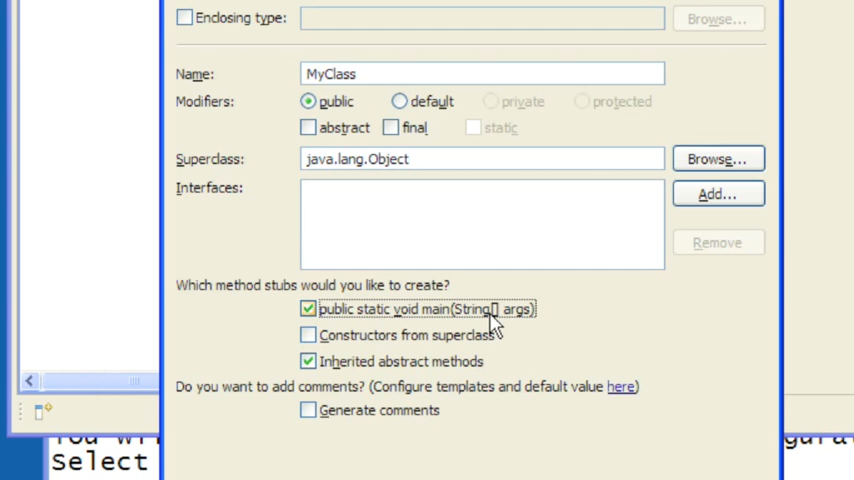 Enclosing type: Browse...
Name: MyClass
Modifiers: public default private protected
abstract final static
Superclass: java.lang.Object Browse...
Interfaces: Add...
Remove
Which method stubs would you like to create?
public static void main(String[] args)
Constructors from superclass
Inherited abstract methods
Do you want to add comments? (Configure templates and default value here)
Generate comments
You
Select